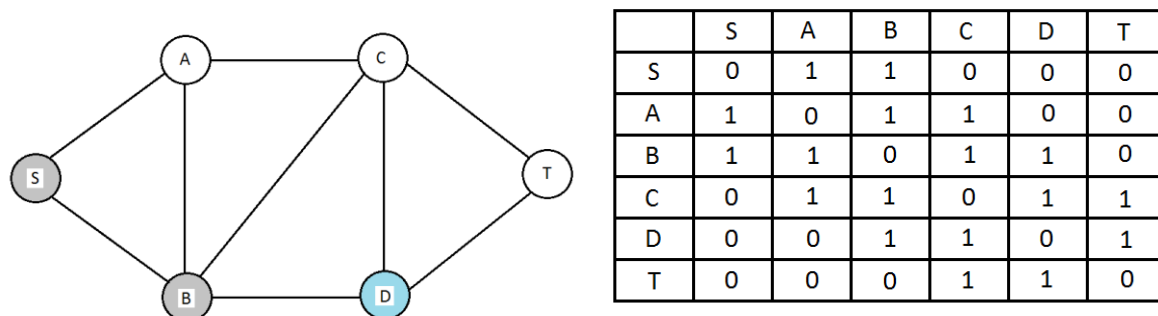 A
C
S
T
B
D
S A B C D T
S 0 1 1 0 0 0
A 1 0 1 1 0 0
B 1 1 0 1 1 0
C 0 1 1 0 1 1
D 0 0 1 1 0 1
T 0 0 0 1 1 0